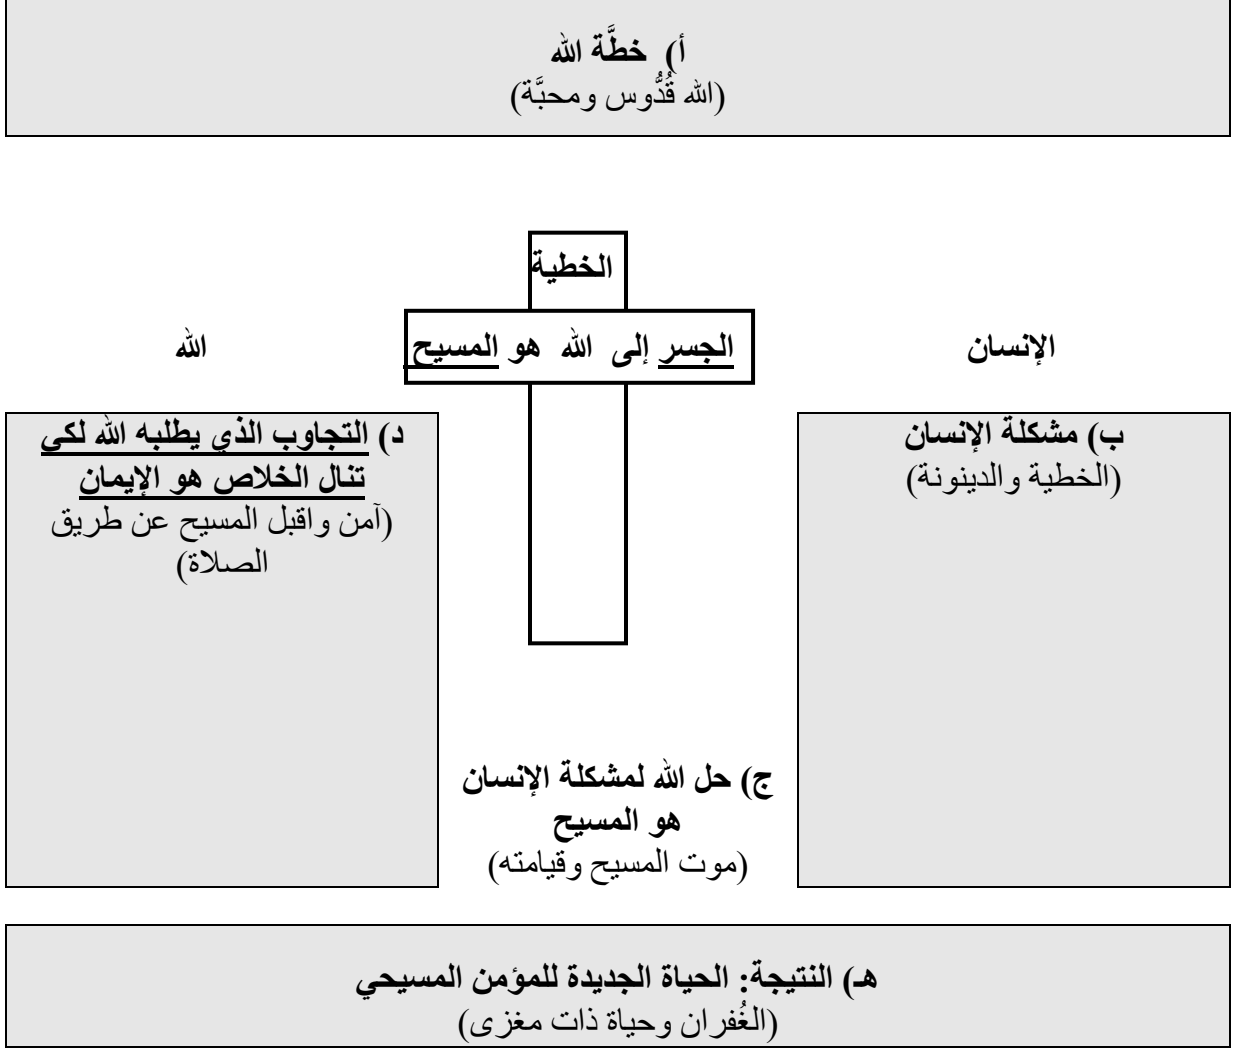 أ) خطَّة الله
(الله قُدُّوس ومحبَّة)
الخطية
الإنسان
الجسر إلى الله هو المسيح
الله
ب) مشكلة الإنسان
(الخطية والدينونة)
ج) حل الله لمشكلة الإنسان
هو المسيح
(موت المسيح وقيامته)
د) التجاوب الذي يطلبه الله لكي
تنال الخلاص هو الإيمان
(آمن واقبل المسيح عن طريق
الصلاة)
هـ) النتيجة: الحياة الجديدة للمؤمن المسيحي
(الغُفران وحياة ذات مغزى)